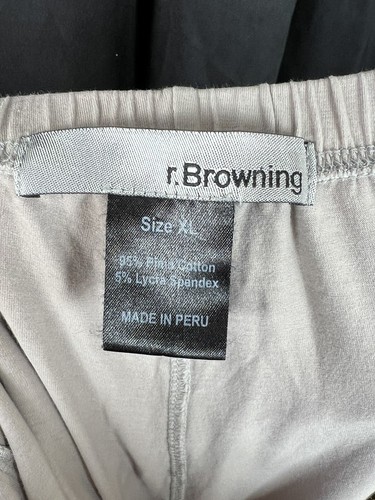 r.Browning
Size XL
95% Pima Cotton
5% Lycra Spandex
MADE IN PERU